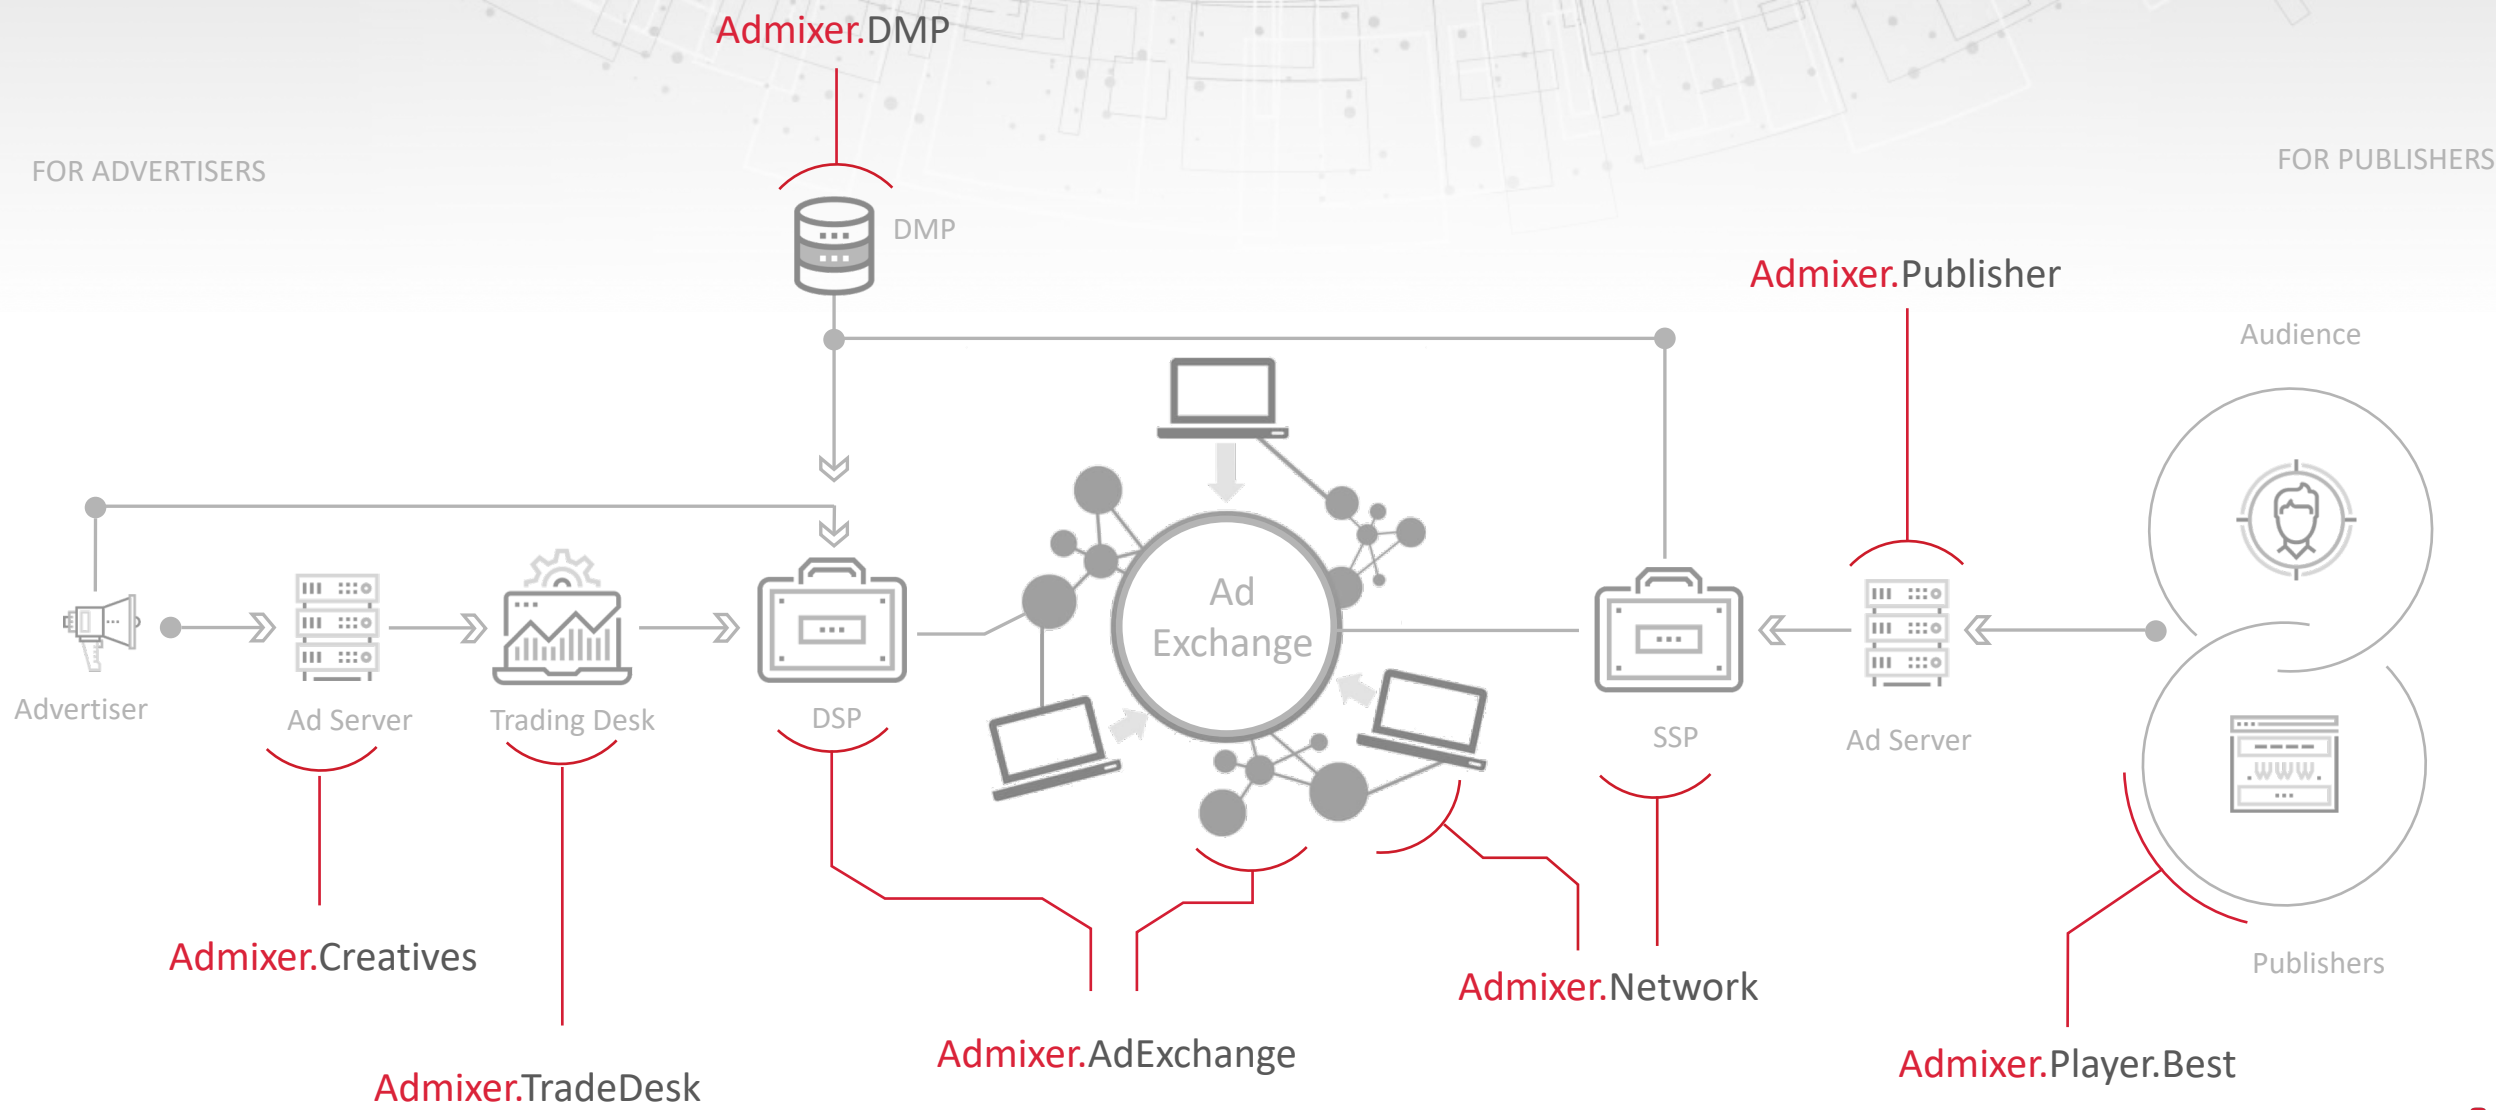 Admixer.DMP
FOR ADVERTISERS
FOR PUBLISHERS
DMP
Admixer.Publisher
Audience
Ad
Exchange
Advertiser
Ad Server
Trading Desk
DSP
SSP
Ad Server
www.
Admixer.Creatives
Admixer.Network
Publishers
Admixer.AdExchange
Admixer.Player.Best
Admixer.TradeDesk